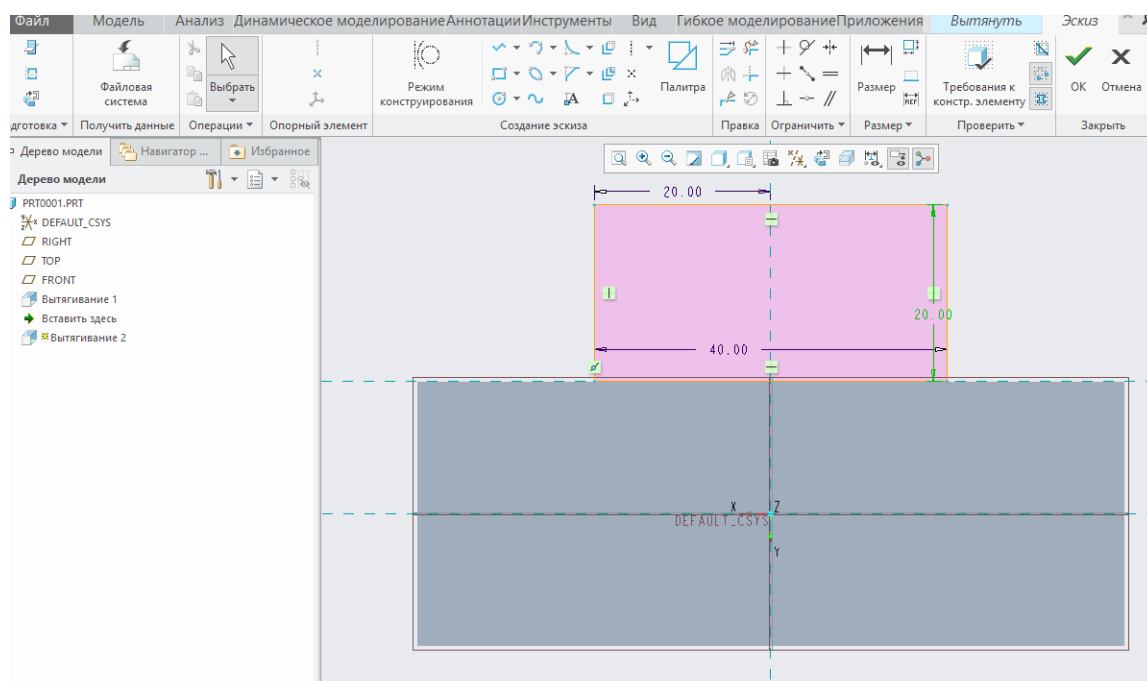 Файл Модель Анализ Динамическое моделирование Аннотации Инструменты Вид Гибкое моделирование Приложения Вытянуть Эскиз
Файловая система
Выбрать
Режим конструирования
Палитра
Размер
REF
Требования к констр. элементу
ОК Отмена
дготовка Получить данные Операции Опорный элемент Создание эскиза Правка Ограничить Размер Проверить Закрыть
Дерево модели Навигатор ... Избранное
Дерево модели
PRT0001.PRT
DEFAULT_CSYS
RIGHT
TOP
FRONT
Вытягивание 1
Вставить здесь
Вытягивание 2
20.00
20.00
40.00
X Z
DEFAULT_CSYS
Y